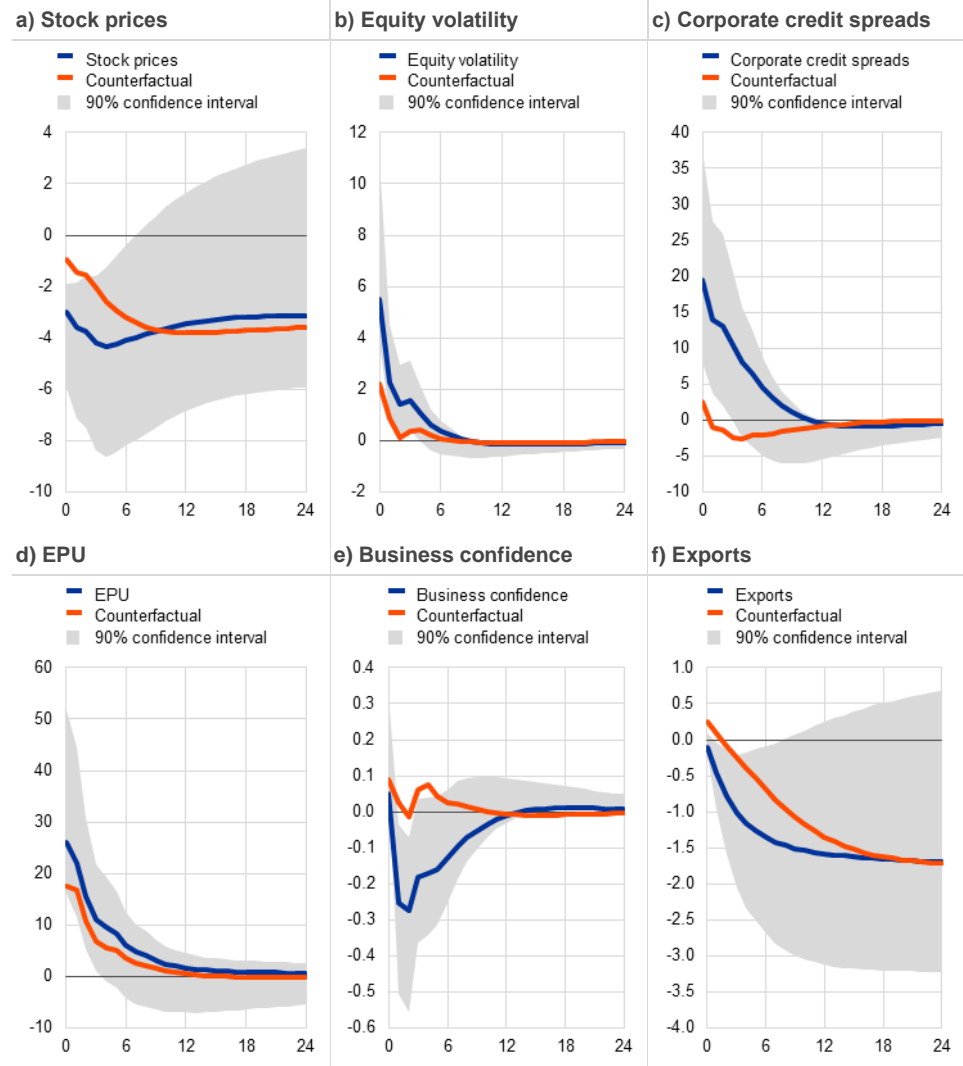 a) Stock prices
Stock prices
Counterfactual
90% confidence interval
4
2
0
-2
-4
-6
-8
-10
0 6 12 18 24
b) Equity volatility
Equity volatility
Counterfactual
90% confidence interval
12
10
8
6
4
2
0
-2
0 6 12 18 24
c) Corporate credit spreads
Corporate credit spreads
Counterfactual
90% confidence interval
40
35
30
25
20
15
10
5
0
-5
-10
0 6 12 18 24
d) EPU
EPU
Counterfactual
90% confidence interval
60
50
40
30
20
10
0
-10
0 6 12 18 24
e) Business confidence
Business confidence
Counterfactual
90% confidence interval
0.4
0.3
0.2
0.1
0.0
-0.1
-0.2
-0.3
-0.4
-0.5
-0.6
0 6 12 18 24
f) Exports
Exports
Counterfactual
90% confidence interval
1.0
0.5
0.0
-0.5
-1.0
-1.5
-2.0
-2.5
-3.0
-3.5
-4.0
0 6 12 18 24